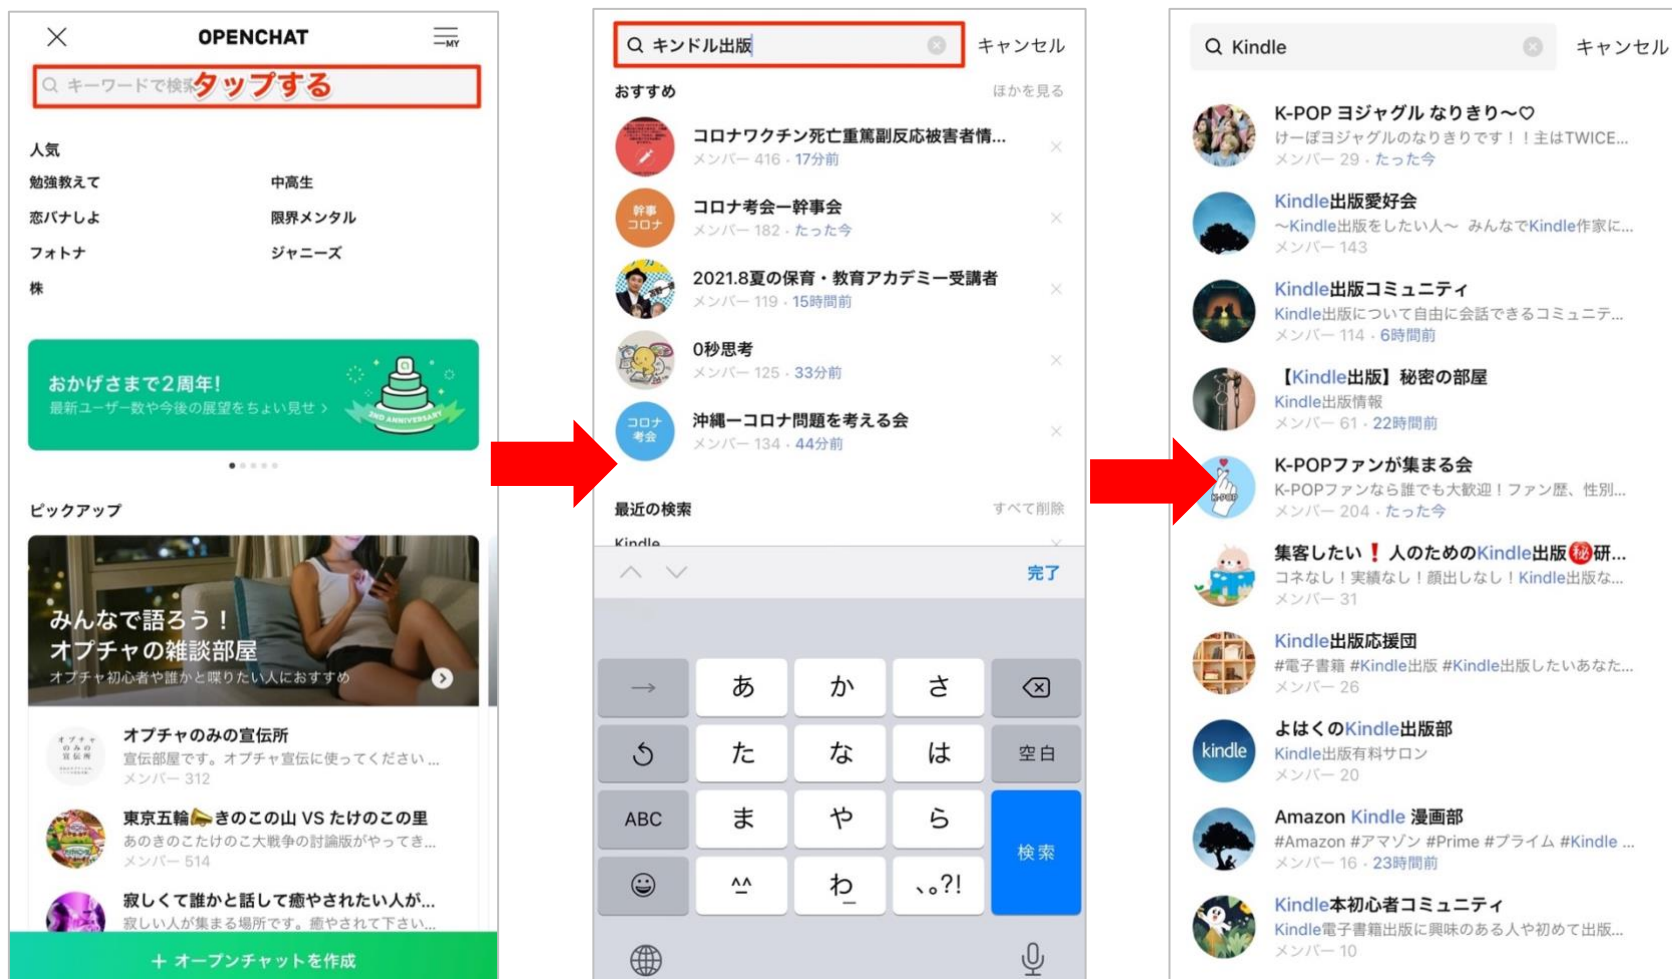 OPENCHAT
MY
キーワードで検索
タップする
人気
勉強教えて
中高生
恋バナしよ
限界メンタル
フォトナ
ジャニーズ
株
おかげさまで2周年!
最新ユーザー数や今後の展望をちょい見せ >
2ND ANNIVERSARY
ピックアップ
みんなで語ろう！
オプチャの雑談部屋
オプチャ初心者や誰かと喋りたい人におすすめ
オプチャのみの宣伝所
宣伝部屋です。オプチャ宣伝に使ってください ...
メンバー 312
東京五輪📣きのこの山 VS たけのこの里
あのきのこたけのこ大戦争の討論版がやってき...
メンバー 514
寂しくて誰かと話して癒やされたい人が...
寂しい人が集まる場所です。癒やされて下さい...
+ オープンチャットを作成
キンドル出版
キャンセル
おすすめ
ほかを見る
コロナワクチン死亡重篤副反応被害者情...
メンバー 416・17分前
幹事
コロナ
コロナ考会ー幹事会
メンバー 182・たった今
2021.8夏の保育・教育アカデミー受講者
メンバー 119・15時間前
0秒思考
メンバー 125・33分前
コロナ
考会
沖縄ーコロナ問題を考える会
メンバー 134・44分前
最近の検索
すべて削除
Kindle
完了
→ あ か さ
た な は 空白
ABC ま や ら
検索
^^ わ 、。?!
Kindle
キャンセル
K-POP ヨジャグル なりきり〜♡
けーぽヨジャグルのなりきりです！！主はTWICE...
メンバー 29・たった今
Kindle出版愛好会
〜Kindle出版をしたい人〜 みんなでKindle作家に...
メンバー 143
Kindle出版コミュニティ
Kindle出版について自由に会話できるコミュニテ...
メンバー 114・6時間前
【Kindle出版】秘密の部屋
Kindle出版情報
メンバー 61・22時間前
K-POP
K-POPファンが集まる会
K-POPファンなら誰でも大歓迎！ファン歴、性別...
メンバー 204・たった今
集客したい❗人のためのKindle出版㊙研...
コネなし！実績なし！顔出しなし！Kindle出版な...
メンバー 31
Kindle出版応援団
#電子書籍 #Kindle出版 #Kindle出版したいあなた...
メンバー 26
kindle
よはくのKindle出版部
Kindle出版有料サロン
メンバー 20
Amazon Kindle 漫画部
#Amazon #アマゾン #Prime #プライム #Kindle ...
メンバー 16・23時間前
Kindle本初心者コミュニティ
Kindle電子書籍出版に興味のある人や初めて出版...
メンバー 10